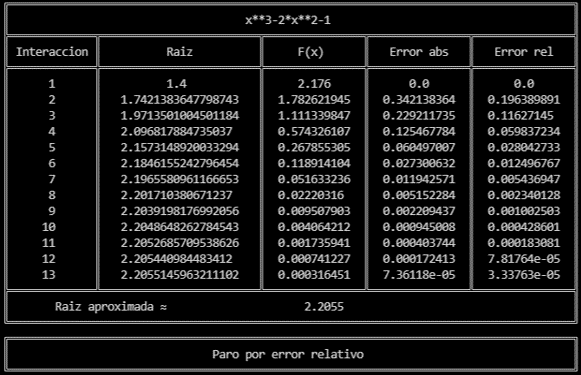 x**3-2*x**2-1
Interaccion Raiz F(x) Error abs Error rel
1 1.4 2.176 0.0 0.0
2 1.7421383647798743 1.782621945 0.342138364 0.196389891
3 1.9713501004501184 1.111339847 0.229211735 0.11627145
4 2.096817884735037 0.574326107 0.125467784 0.059837234
5 2.1573148920033294 0.267855305 0.060497007 0.028042733
6 2.1846155242796454 0.118914104 0.027300632 0.012496767
7 2.1965580961166653 0.051633236 0.011942571 0.005436947
8 2.201710380671237 0.02220316 0.005152284 0.002340128
9 2.2039198176992056 0.009507903 0.002209437 0.001002503
10 2.2048648262784543 0.004064212 0.000945008 0.000428601
11 2.2052685709538626 0.001735941 0.000403744 0.000183081
12 2.205440984483412 0.000741227 0.000172413 7.81764e-05
13 2.2055145963211102 0.000316451 7.36118e-05 3.33763e-05
Raiz aproximada ≈ 2.2055
Paro por error relativo